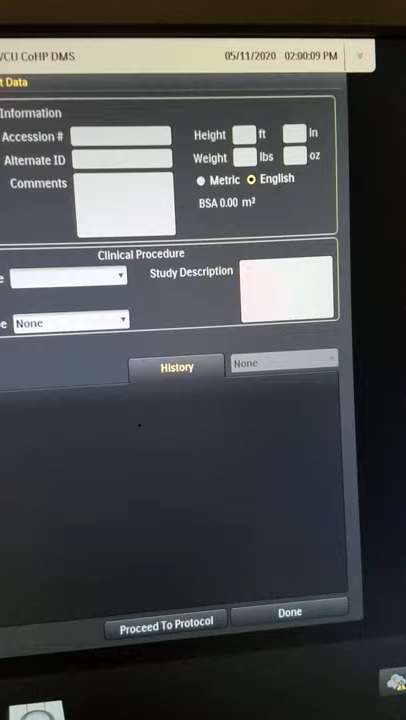 VCU CoHP DMS 05/11/2020 02:00:09 PM
t Data
Information
Accession # Height ft in
Alternate ID Weight lbs oz
Comments Metric English
BSA 0.00 m²
Clinical Procedure
e Study Description
e None
History None
Proceed To Protocol Done